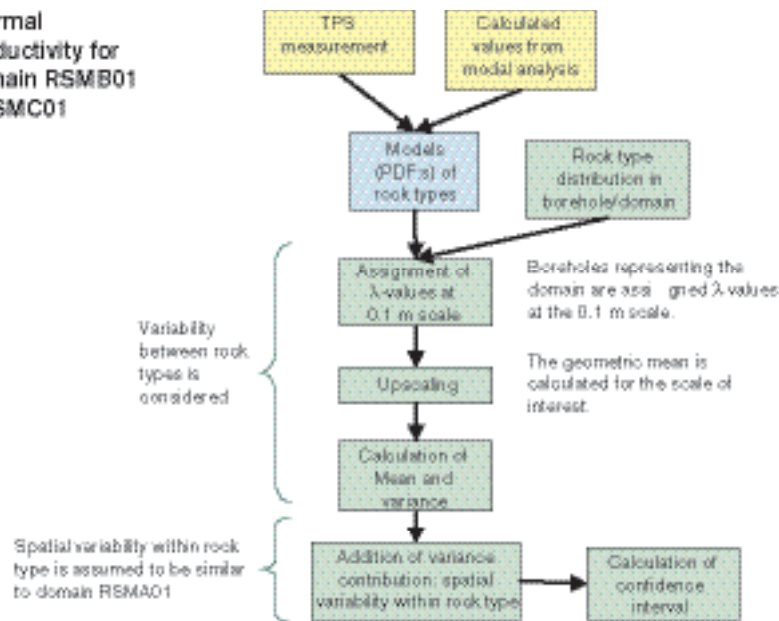 rmal
ductivity for
main RSMB01
SMC01
TPS
measurement
Calculated
values from
modal analysis
Models
(PDF:s) of
rock types
Rock type
distribution in
borehole/domain
Assignment of
λ-values at
0.1 m scale
Boreholes representing the
domain are assi gned λ-values
at the 0.1 m scale.
Variability
between rock
types is
considered
Upscaling
The geometric mean is
calculated for the scale of
interest.
Calculation of
Mean and
variance
Spatial variability within rock
type is assumed to be similar
to domain RSMA01
Addition of variance
contribution: spatial
variability within rock type
Calculation of
confidence
interval